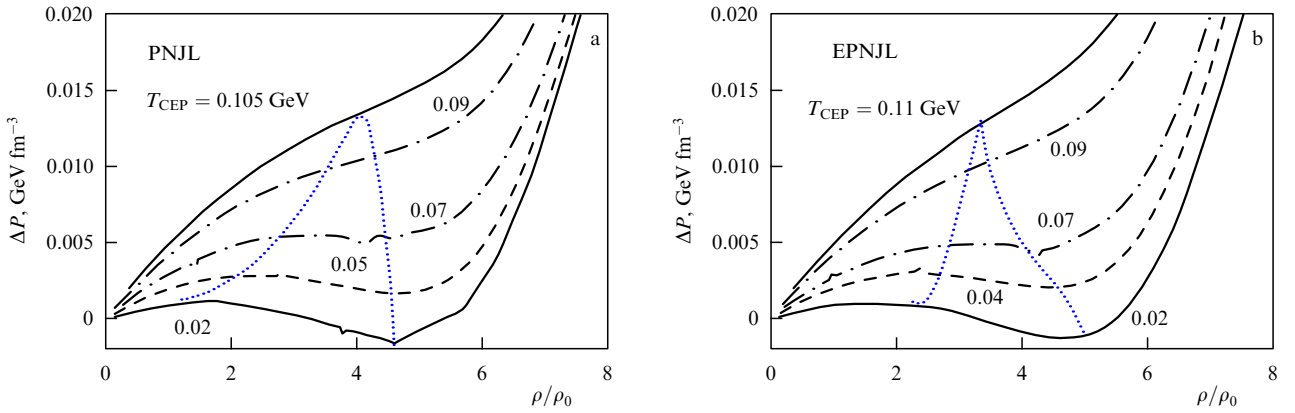 0.020
0.015
0.010
0.005
0
ΔP, GeV fm⁻³
PNJL
a
T_CEP = 0.105 GeV
0.09
0.07
0.05
0.02
0 2 4 6 8
ρ/ρ₀
0.020
0.015
0.010
0.005
0
ΔP, GeV fm⁻³
EPNJL
b
T_CEP = 0.11 GeV
0.09
0.07
0.04
0.02
0 2 4 6 8
ρ/ρ₀